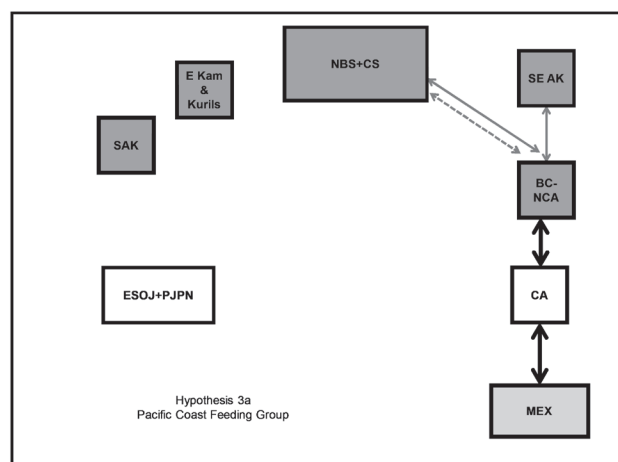 NBS+CS
SE AK
E Kam
&
Kurils
SAK
BC-
NCA
ESOJ+PJPN
CA
Hypothesis 3a
Pacific Coast Feeding Group
MEX